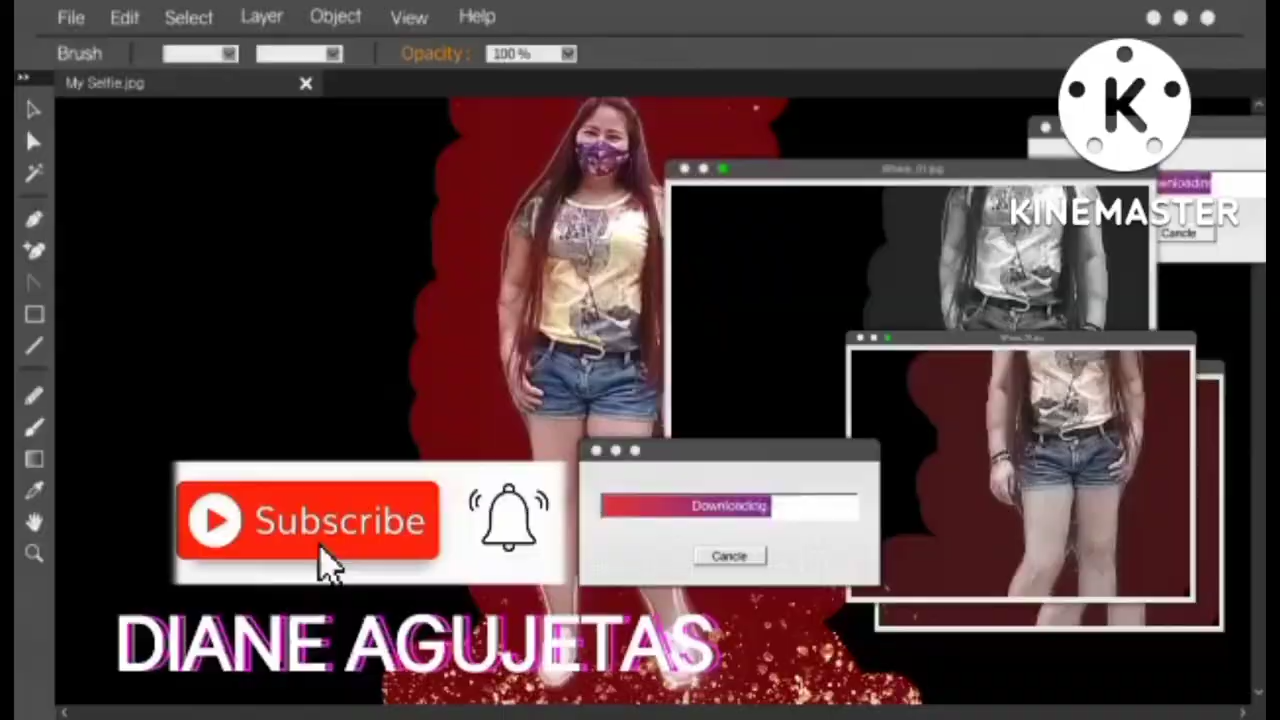 File Edit Select Layer Object View Help
Brush Opacity : 100 %
My Selfie.jpg
K
KINEMASTER
Cancle
Subscribe
Downloading
Cancle
DIANE AGUJETAS